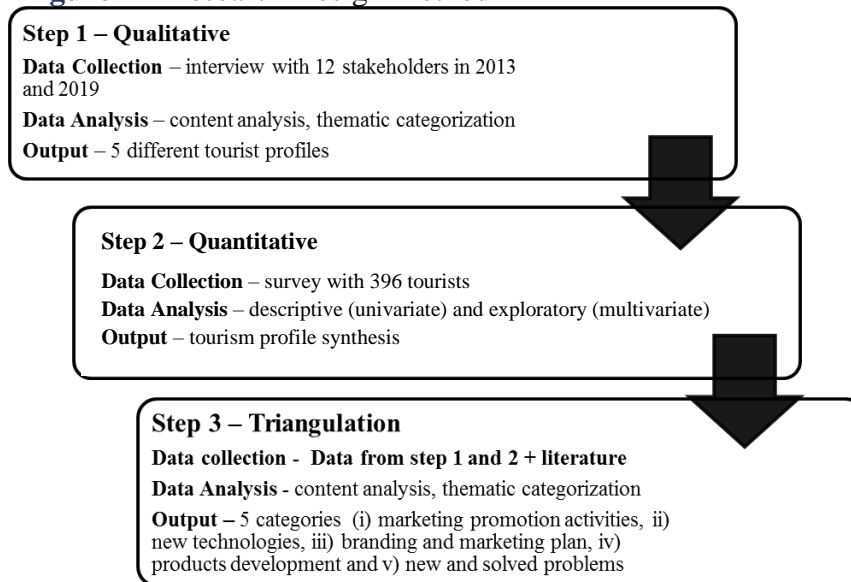 Step 1 – Qualitative
Data Collection – interview with 12 stakeholders in 2013
and 2019
Data Analysis – content analysis, thematic categorization
Output – 5 different tourist profiles
Step 2 – Quantitative
Data Collection – survey with 396 tourists
Data Analysis – descriptive (univariate) and exploratory (multivariate)
Output – tourism profile synthesis
Step 3 – Triangulation
Data collection - Data from step 1 and 2 + literature
Data Analysis - content analysis, thematic categorization
Output – 5 categories (i) marketing promotion activities, ii)
new technologies, iii) branding and marketing plan, iv)
products development and v) new and solved problems